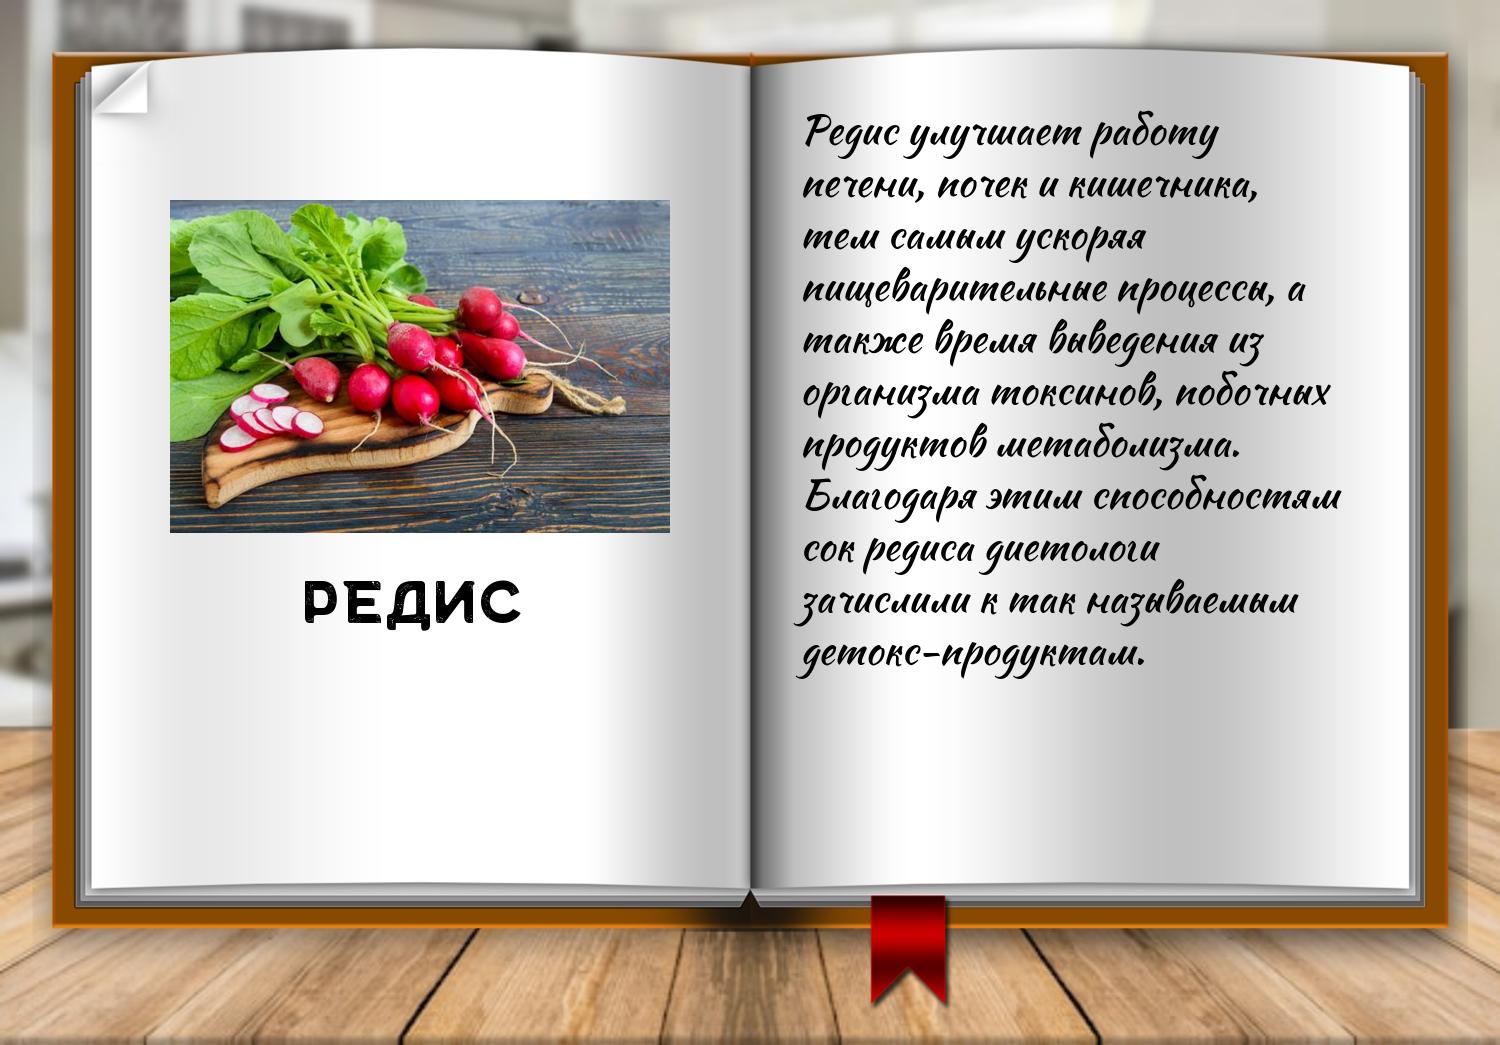 РЕДИС
Редис улучшает работу
печени, почек и кишечника,
тем самым ускоряя
пищеварительные процессы, а
также время выведения из
организма токсинов, побочных
продуктов метаболизма.
Благодаря этим способностям
сок редиса диетологи
зачислили к так называемым
детокс-продуктам.